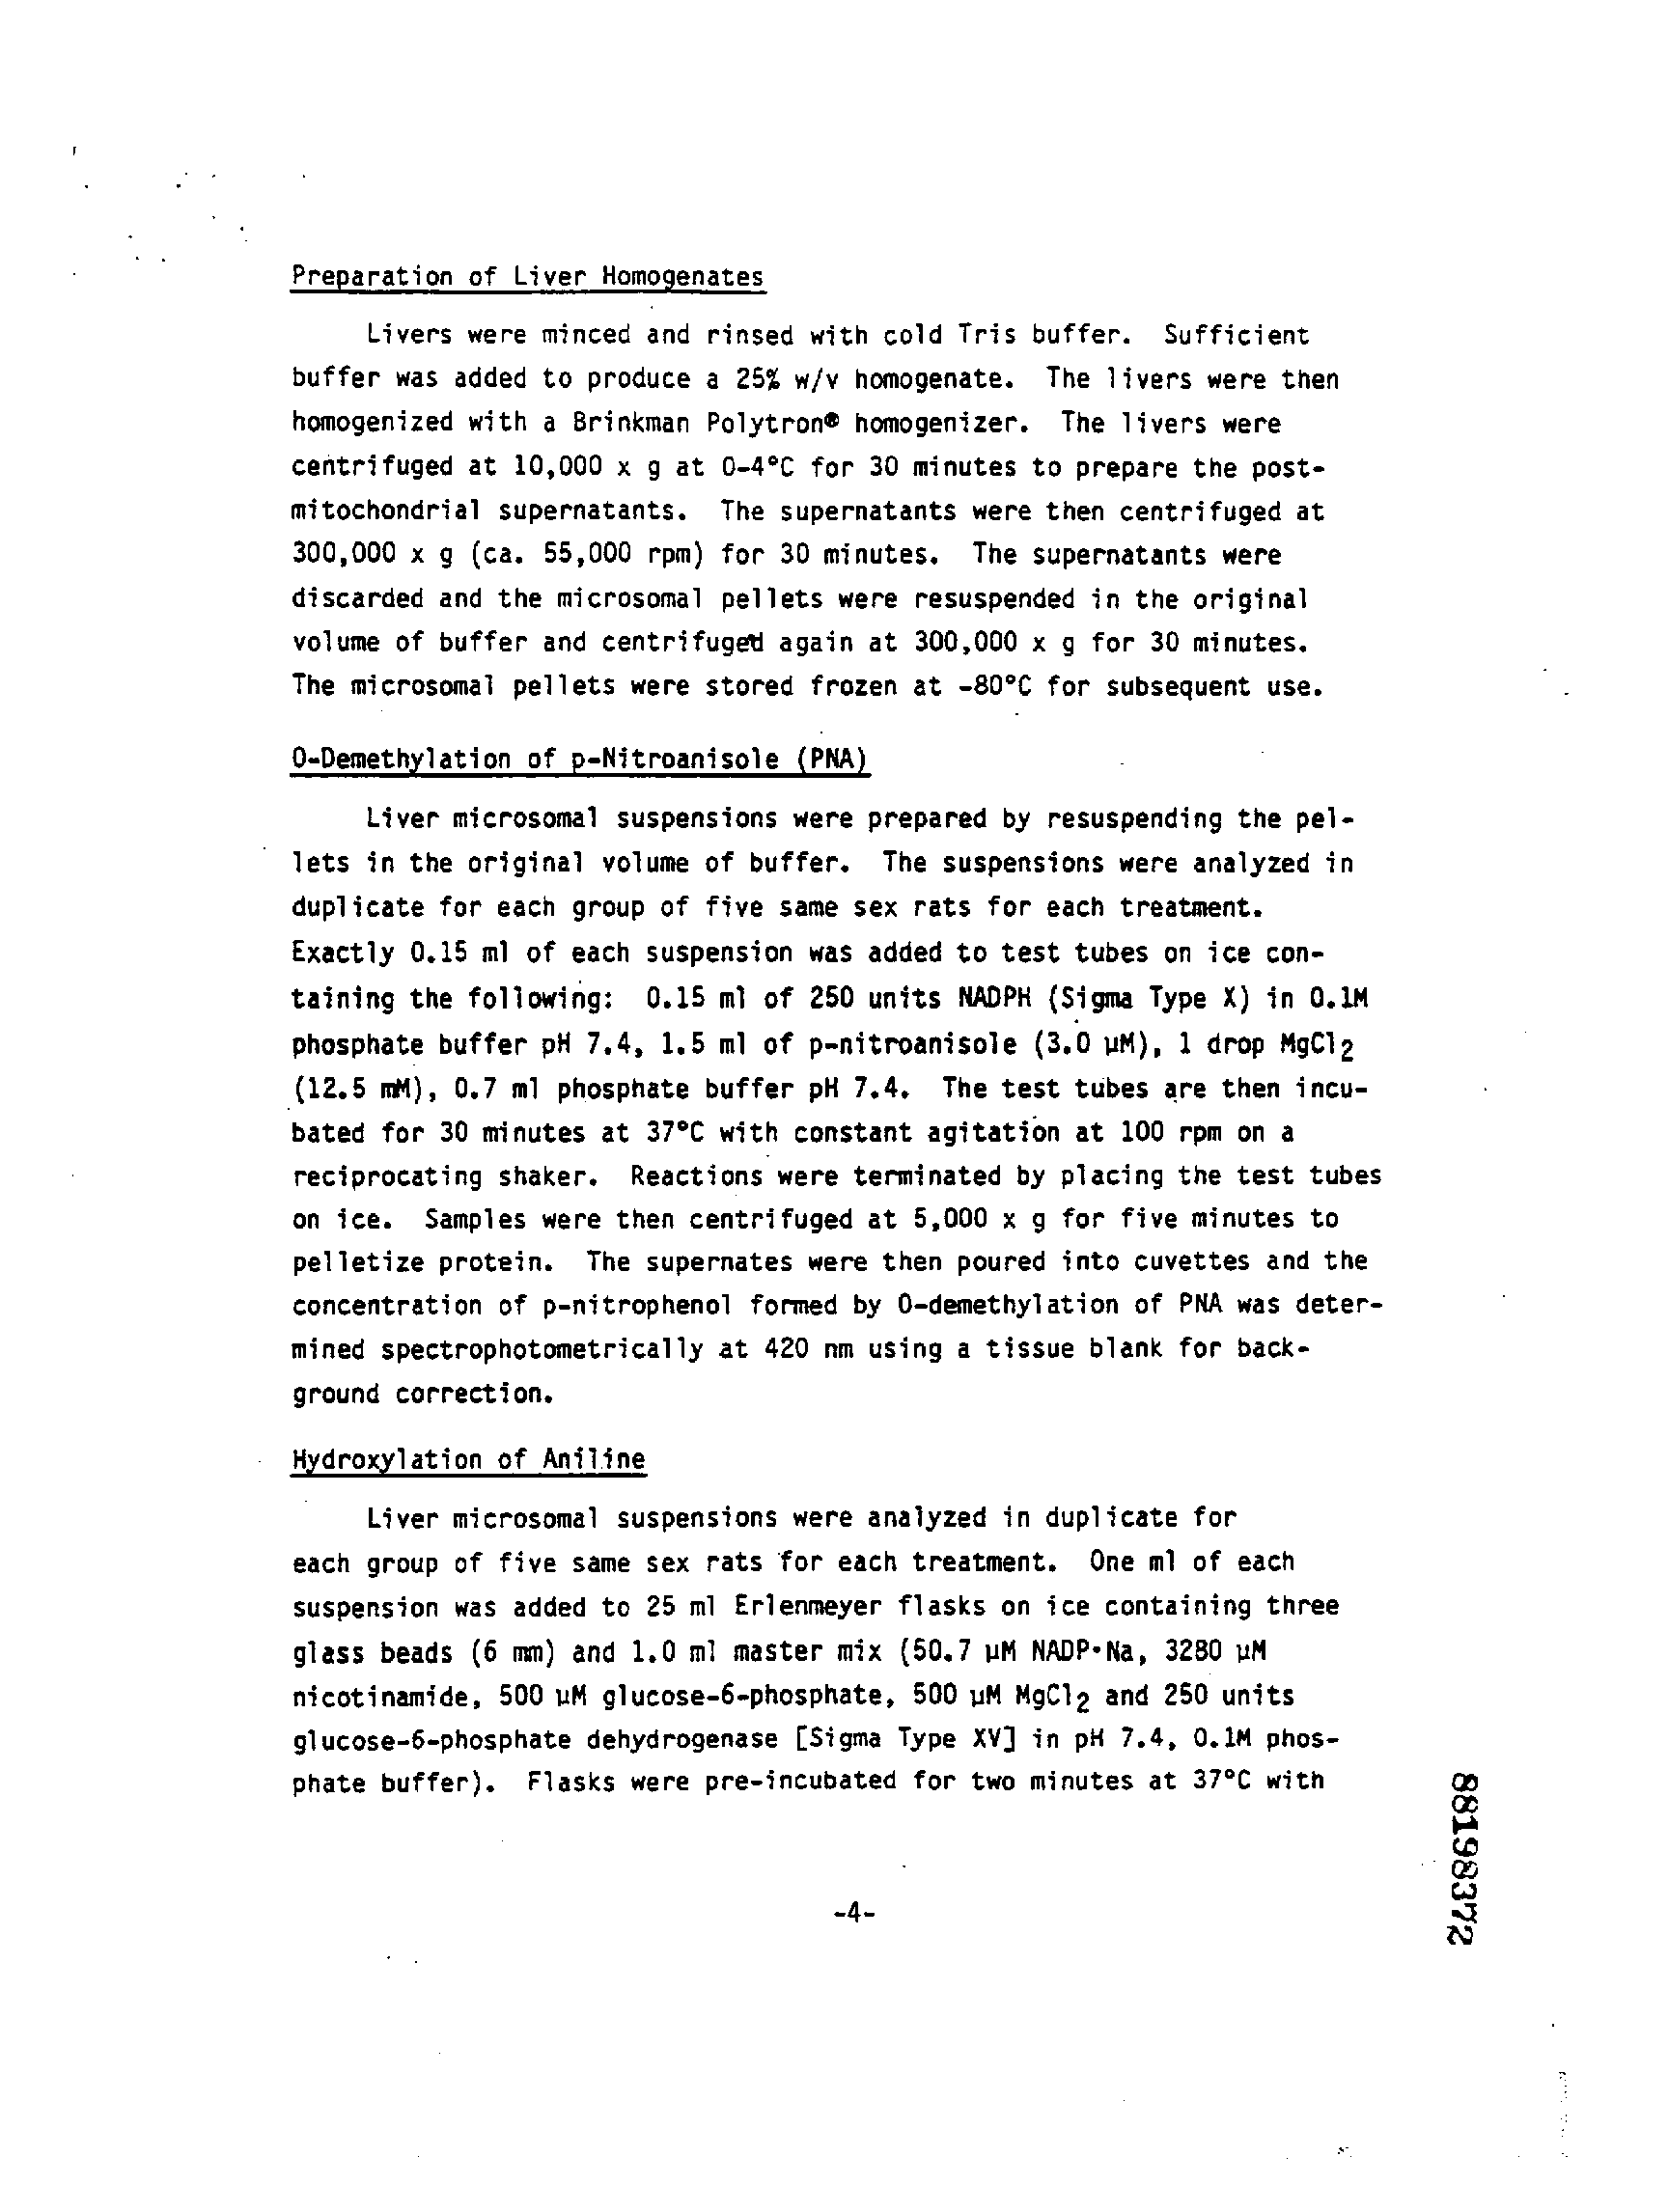 Preparation of Liver Homogenates
Livers were minced and rinsed with cold Tris buffer. Sufficient
buffer was added to produce a 25% w/v homogenate. The livers were then
homogenized with a Brinkman Polytron® homogenizer. The livers were
centrifuged at 10,000 x g at 0-4°C for 30 minutes to prepare the post-
mitochondrial supernatants. The supernatants were then centrifuged at
300,000 x g (ca. 55,000 rpm) for 30 minutes. The supernatants were
discarded and the microsomal pellets were resuspended in the original
volume of buffer and centrifuged again at 300,000 x g for 30 minutes.
The microsomal pellets were stored frozen at -80°C for subsequent use.
O-Demethylation of p-Nitroanisole (PNA)
Liver microsomal suspensions were prepared by resuspending the pel-
lets in the original volume of buffer. The suspensions were analyzed in
duplicate for each group of five same sex rats for each treatment.
Exactly 0.15 ml of each suspension was added to test tubes on ice con-
taining the following: 0.15 ml of 250 units NADPH (Sigma Type X) in 0.1M
phosphate buffer pH 7.4, 1.5 ml of p-nitroanisole (3.0 µM), 1 drop MgCl2
(12.5 mM), 0.7 ml phosphate buffer pH 7.4. The test tubes are then incu-
bated for 30 minutes at 37°C with constant agitation at 100 rpm on a
reciprocating shaker. Reactions were terminated by placing the test tubes
on ice. Samples were then centrifuged at 5,000 x g for five minutes to
pelletize protein. The supernates were then poured into cuvettes and the
concentration of p-nitrophenol formed by O-demethylation of PNA was deter-
mined spectrophotometrically at 420 nm using a tissue blank for back-
ground correction.
Hydroxylation of Aniline
Liver microsomal suspensions were analyzed in duplicate for
each group of five same sex rats for each treatment. One ml of each
suspension was added to 25 ml Erlenmeyer flasks on ice containing three
glass beads (6 mm) and 1.0 ml master mix (50.7 µM NADP·Na, 3280 µM
nicotinamide, 500 µM glucose-6-phosphate, 500 µM MgCl2 and 250 units
glucose-6-phosphate dehydrogenase [Sigma Type XV] in pH 7.4, 0.1M phos-
phate buffer). Flasks were pre-incubated for two minutes at 37°C with
-4-
88198372